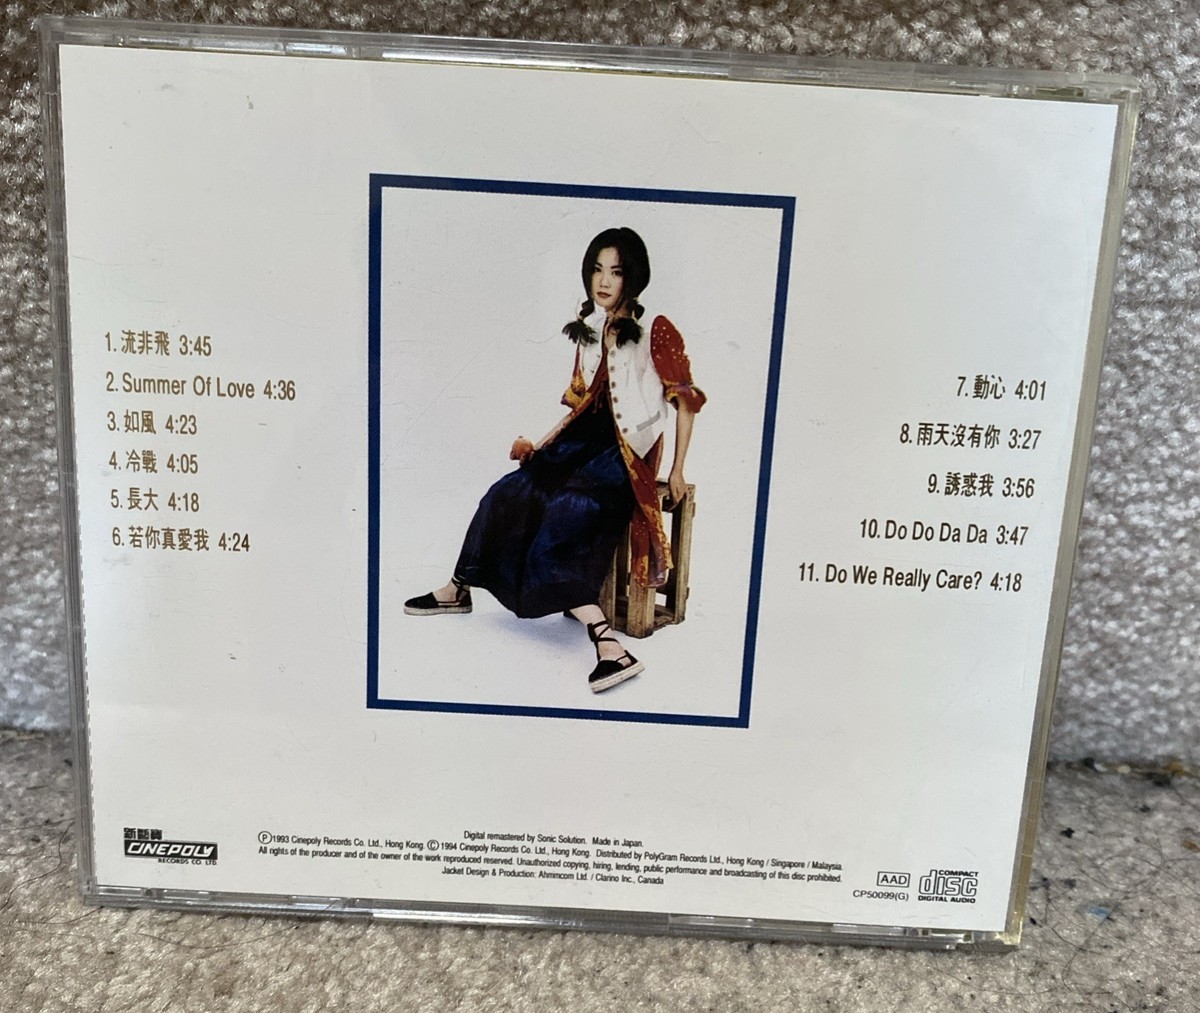 1. 流非飛 3:45
2. Summer Of Love 4:36
3. 如風 4:23
4. 冷戰 4:05
5. 長大 4:18
6. 若你真愛我 4:24
7. 動心 4:01
8. 雨天沒有你 3:27
9. 誘惑我 3:56
10. Do Do Da Da 3:47
11. Do We Really Care? 4:18
新藝寶
CINEPOLY
RECORDS CO. LTD.
Digital remastered by Sonic Solution. Made in Japan.
Ⓟ1993 Cinepoly Records Co. Ltd., Hong Kong. Ⓒ 1994 Cinepoly Records Co. Ltd., Hong Kong. Distributed by PolyGram Records Ltd., Hong Kong / Singapore / Malaysia.
All rights of the producer and of the owner of the work reproduced reserved. Unauthorized copying, hiring, lending, public performance and broadcasting of this disc prohibited.
Jacket Design & Production: Ahmimcom Ltd. / Clarino Inc., Canada
AAD
CP50099(G)
COMPACT
disc
DIGITAL AUDIO